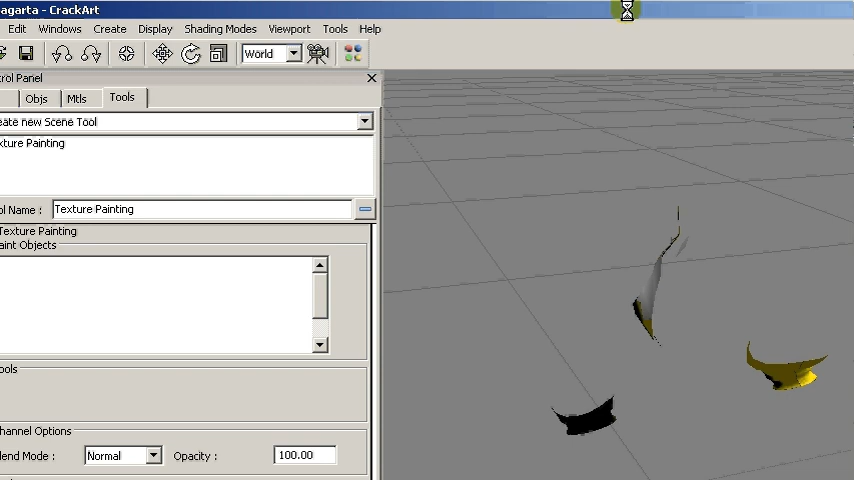 agarta - CrackArt
Edit Windows Create Display Shading Modes Viewport Tools Help
World
trol Panel
Objs Mtls Tools
eate new Scene Tool
xture Painting
ol Name : Texture Painting
Texture Painting
aint Objects
ools
hannel Options
lend Mode : Normal Opacity : 100.00